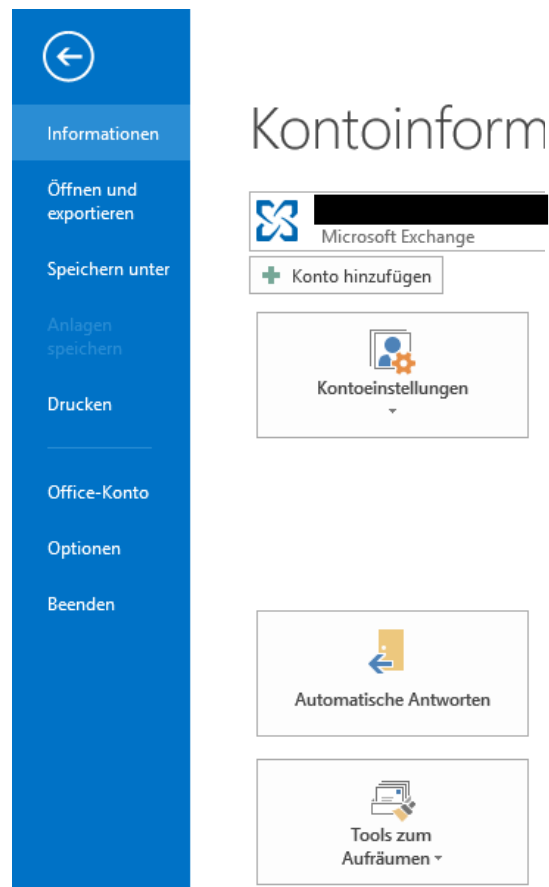 Informationen
Öffnen und
exportieren
Speichern unter
Anlagen
speichern
Drucken
Office-Konto
Optionen
Beenden
Kontoinform
Microsoft Exchange
Konto hinzufügen
Kontoeinstellungen
Automatische Antworten
Tools zum
Aufräumen